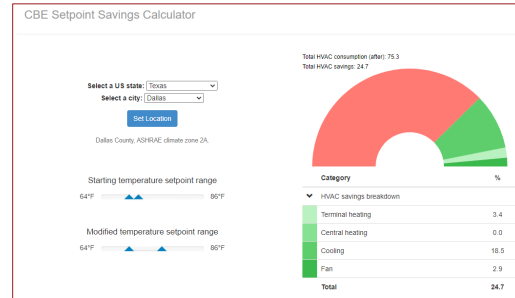 CBE Setpoint Savings Calculator
Total HVAC consumption (after): 75.3
Total HVAC savings: 24.7
Select a US state: Texas
Select a city: Dallas
Set Location
Dallas County, ASHRAE climate zone 2A.
Starting temperature setpoint range
64°F 86°F
Modified temperature setpoint range
64°F 86°F
Category %
HVAC savings breakdown
Terminal heating 3.4
Central heating 0.0
Cooling 18.5
Fan 2.9
Total 24.7